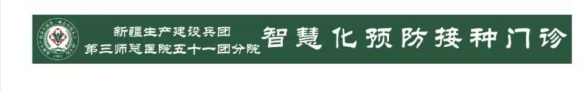 新疆生产建设兵团
第三师总医院五十一团分院
智慧化预防接种门诊